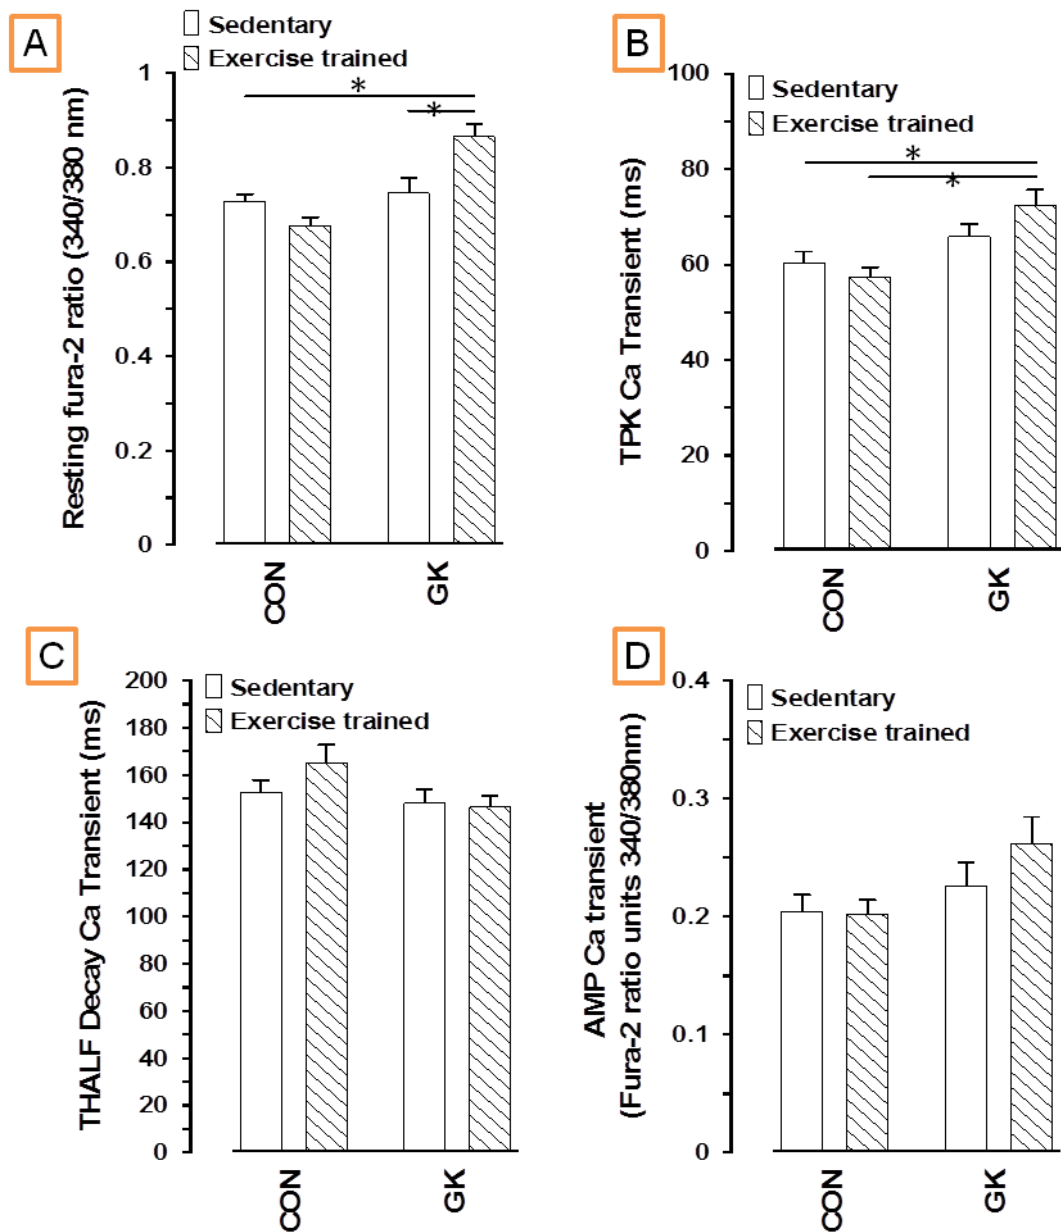 A
Sedentary
Exercise trained
Resting fura-2 ratio (340/380 nm)
1
0.8
0.6
0.4
0.2
0
*
*
CON
GK
B
Sedentary
Exercise trained
TPK Ca Transient (ms)
100
80
60
40
20
0
*
*
CON
GK
C
Sedentary
Exercise trained
THALF Decay Ca Transient (ms)
200
180
160
140
120
100
80
60
40
20
0
CON
GK
D
Sedentary
Exercise trained
AMP Ca transient
(Fura-2 ratio units 340/380nm)
0.4
0.3
0.2
0.1
0
CON
GK